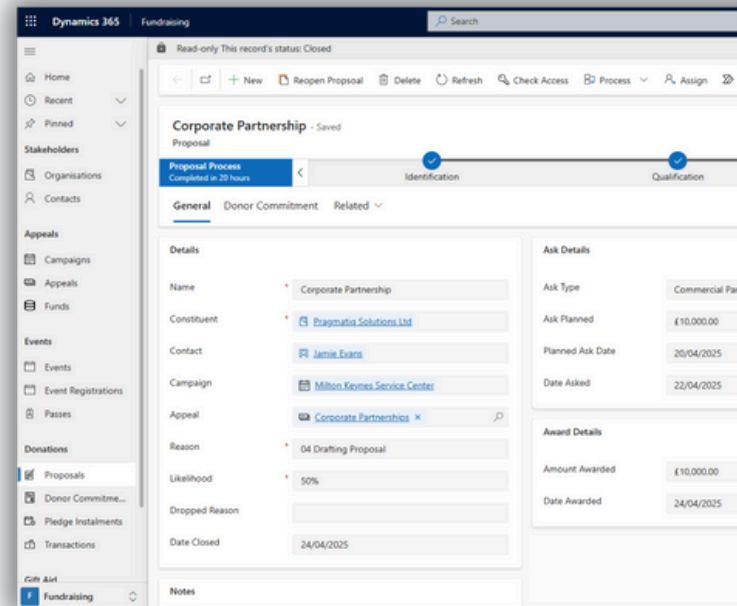 Dynamics 365 Fundraising Search
Read-only This record's status: Closed
New Reopen Propsoal Delete Refresh Check Access Process Assign
Home
Recent
Pinned
Stakeholders
Organisations
Contacts
Appeals
Campaigns
Appeals
Funds
Events
Events
Event Registrations
Passes
Donations
Proposals
Donor Commitme...
Pledge Instalments
Transactions
Gift Aid
F Fundraising
Corporate Partnership - Saved
Proposal
Proposal Process
Completed in 20 hours
Identification
Qualification
General Donor Commitment Related
Details
Name * Corporate Partnership
Constituent * Pragmatiq Solutions Ltd
Contact Jamie Evans
Campaign Milton Keynes Service Center
Appeal Corporate Partnerships ×
Reason * 04 Drafting Proposal
Likelihood * 50%
Dropped Reason
Date Closed 24/04/2025
Notes
Ask Details
Ask Type Commercial Par
Ask Planned £10,000.00
Planned Ask Date 20/04/2025
Date Asked 22/04/2025
Award Details
Amount Awarded £10,000.00
Date Awarded 24/04/2025